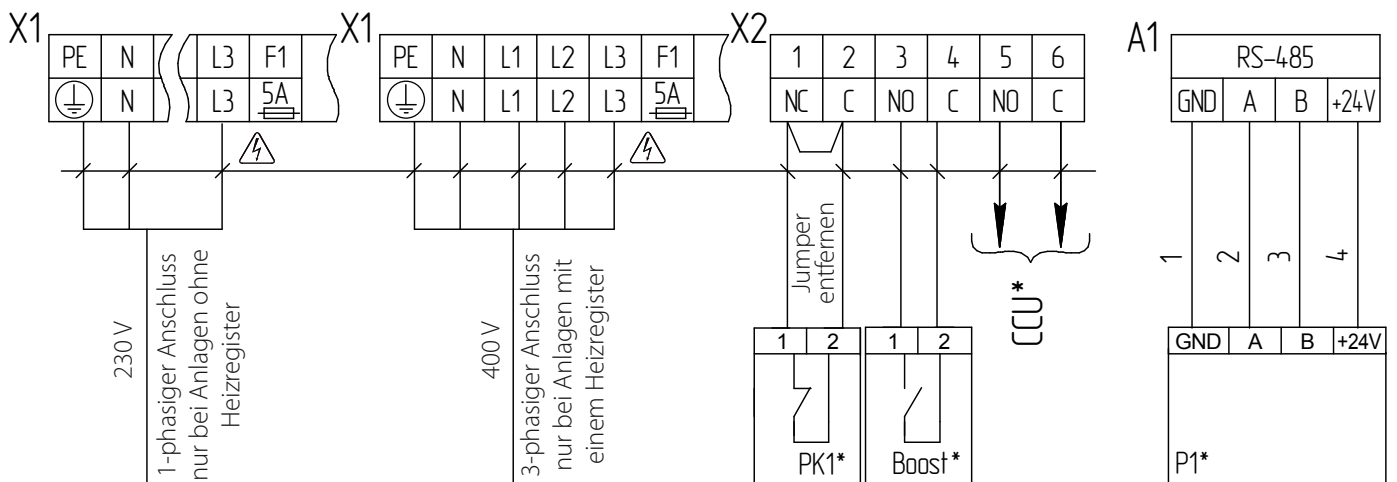 X1
PE N L3 F1
N L3 5A
230 V
1-phasiger Anschluss
nur bei Anlagen ohne
Heizregister
X1
PE N L1 L2 L3 F1
N L1 L2 L3 5A
400 V
3-phasiger Anschluss
nur bei Anlagen mit
einem Heizregister
X2
1 2 3 4 5 6
NC C NO C NO C
Jumper
entfernen
1 2
PK1*
1 2
Boost*
CCU*
A1
RS-485
GND A B +24V
1 2 3 4
GND A B +24V
P1*